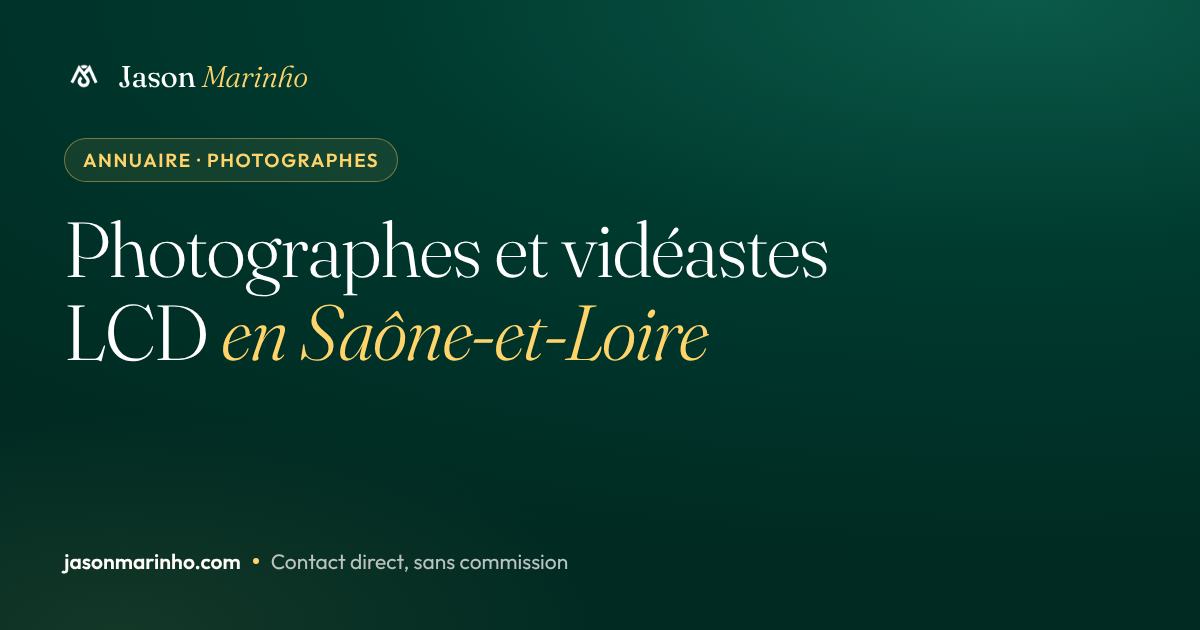 Jason Marinho
ANNUAIRE · PHOTOGRAPHES
Photographes et vidéastes
LCD en Saône-et-Loire
jasonmarinho.com • Contact direct, sans commission